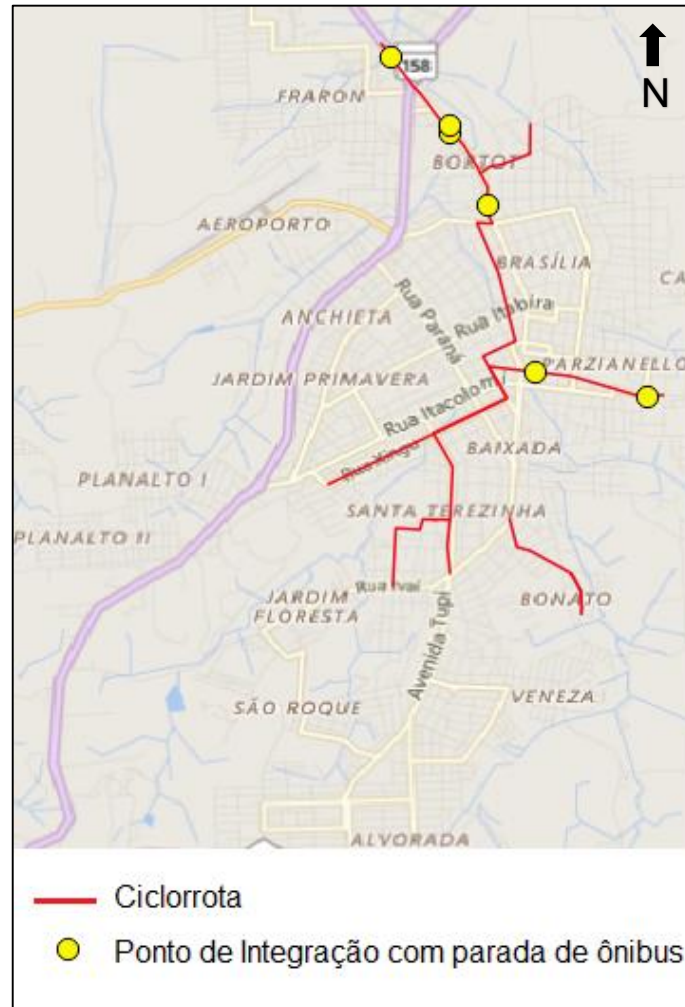 N
158
FRARON
BORTOT
AEROPORTO
BRASÍLIA
CA
Rua Paraná
Rua Itabira
ANCHIETA
PARZIANELLO
JARDIM PRIMAVERA
Rua Itacolomi
BAIXADA
Rua Xingu
PLANALTO I
SANTA TEREZINHA
PLANALTO II
Rua Ivaí
JARDIM
FLORESTA
BONATO
Avenida Tupi
SÃO ROQUE
VENEZA
ALVORADA
Ciclorrota
Ponto de Integração com parada de ônibus